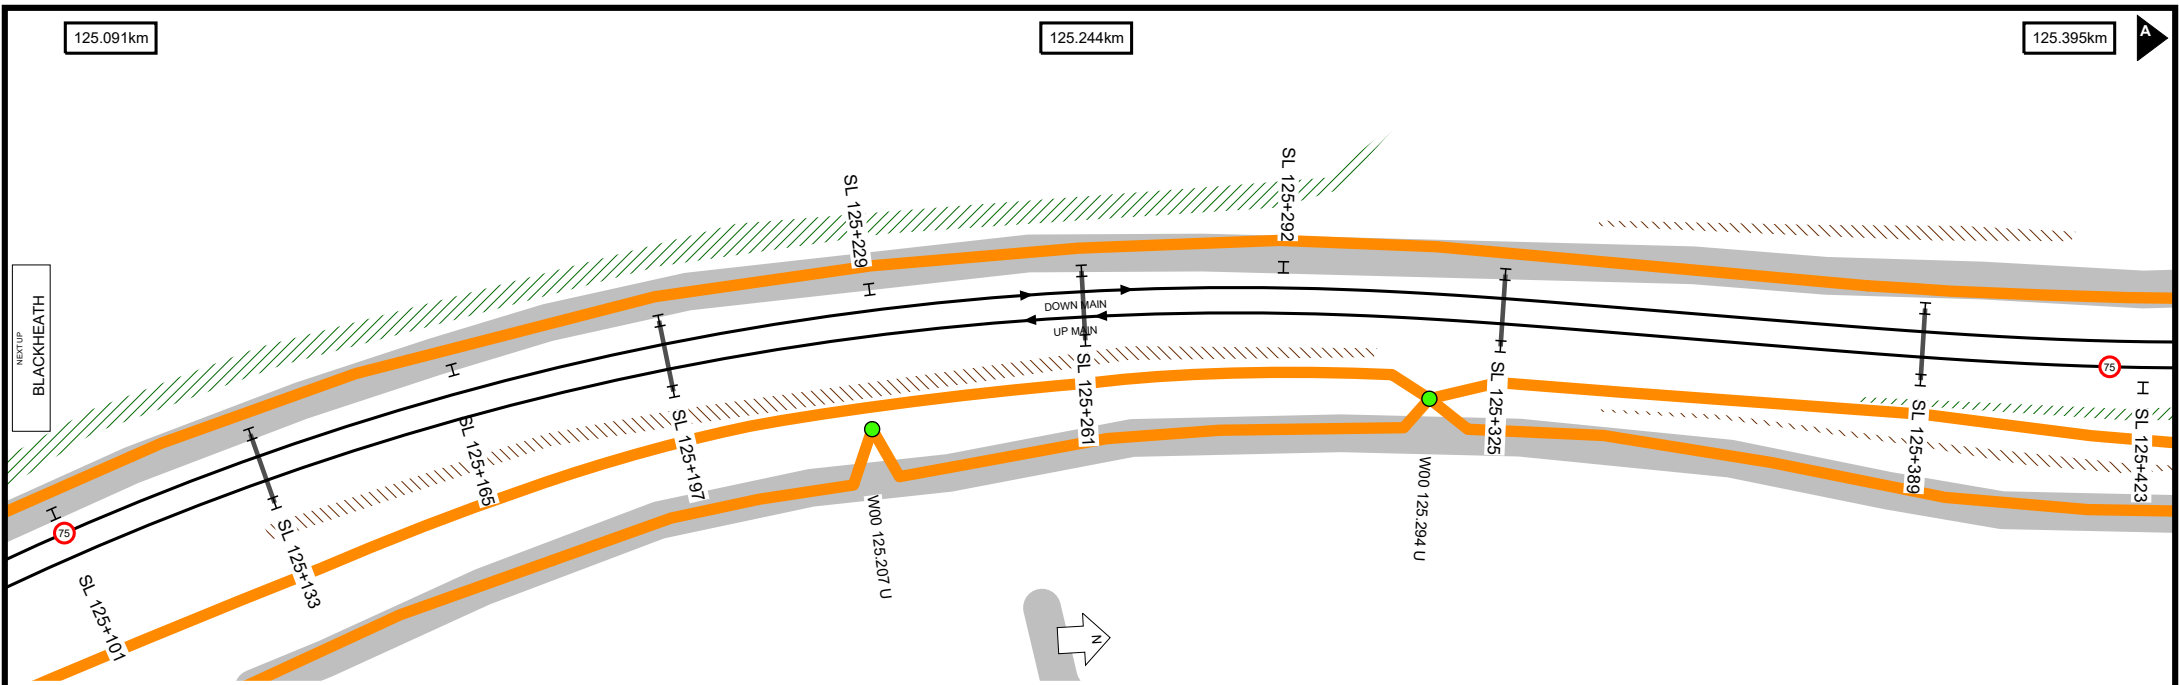 125.091km
125.244km
125.395km
A
SL 125+292
SL 125+229
NEXT UP
BLACKHEATH
DOWN MAIN
UP MAIN
75
SL 125+261
SL 125+325
SL 125+389
SL 125+423
SL 125+197
SL 125+165
W00 125.294 U
W00 125.207 U
75
SL 125+133
SL 125+101
N